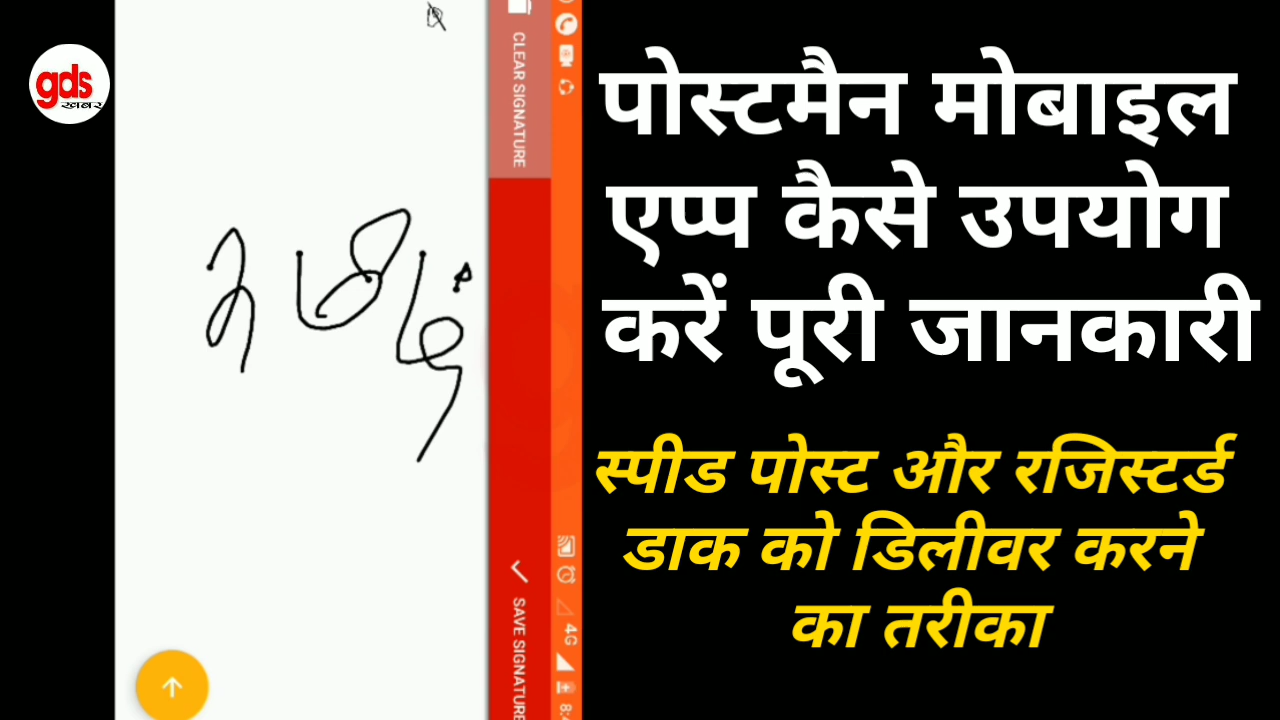 gds
खबर
पोस्टमैन मोबाइल
एप्प कैसे उपयोग
करें पूरी जानकारी
स्पीड पोस्ट और रजिस्टर्ड
डाक को डिलीवर करने
का तरीका
CLEAR SIGNATURE
SAVE SIGNATURE
4G